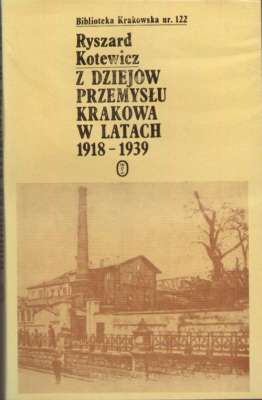 Biblioteka Krakowska nr. 122
Ryszard
Kotewicz
Z DZIEJÓW
PRZEMYSŁU
KRAKOWA
W LATACH
1918 – 1939